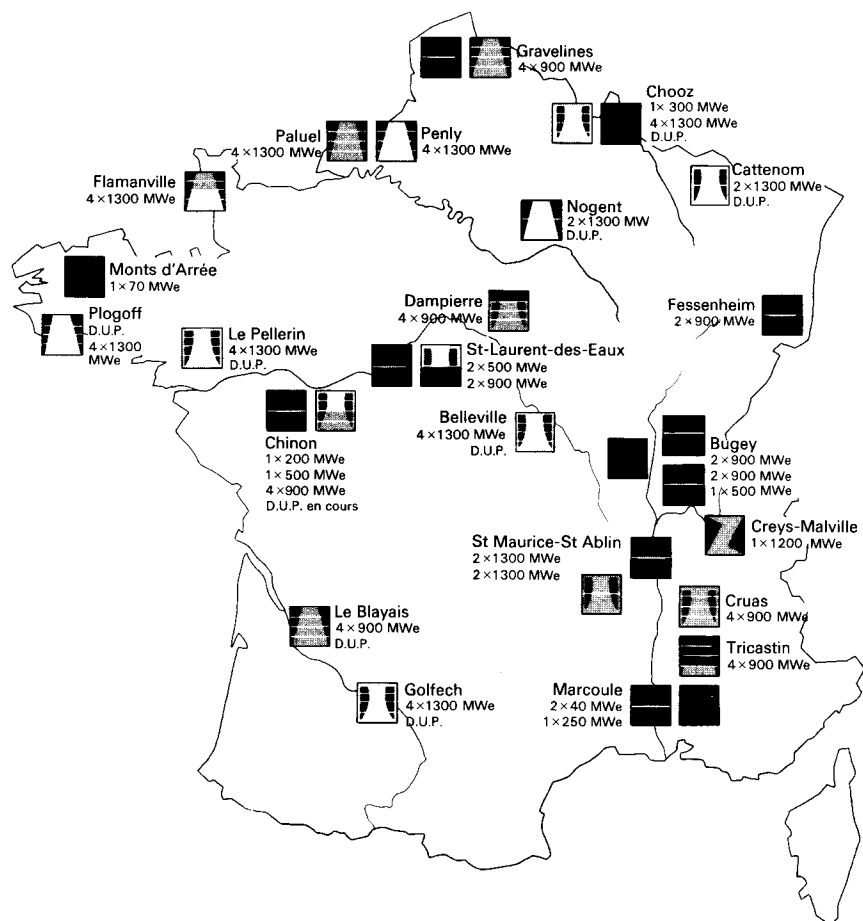 Gravelines
4×900 MWe
Chooz
1× 300 MWe
4×1300 MWe
D.U.P.
Paluel
4×1300 MWe
Penly
4×1300 MWe
Cattenom
2×1300 MWe
D.U.P.
Flamanville
4×1300 MWe
Nogent
2×1300 MW
D.U.P.
Monts d'Arrée
1×70 MWe
Dampierre
4×900 MWe
Fessenheim
2×900 MWe
Plogoff
D.U.P.
4×1300
MWe
Le Pellerin
4×1300 MWe
D.U.P.
St-Laurent-des-Eaux
2×500 MWe
2×900 MWe
Belleville
4×1300 MWe
D.U.P.
Chinon
1×200 MWe
1×500 MWe
4×900 MWe
D.U.P. en cours
Bugey
2×900 MWe
2×900 MWe
1×500 MWe
Creys-Malville
1×1200 MWe
St Maurice-St Ablin
2×1300 MWe
2×1300 MWe
Cruas
4×900 MWe
Le Blayais
4×900 MWe
D.U.P.
Tricastin
4×900 MWe
Golfech
4×1300 MWe
D.U.P.
Marcoule
2×40 MWe
1×250 MWe